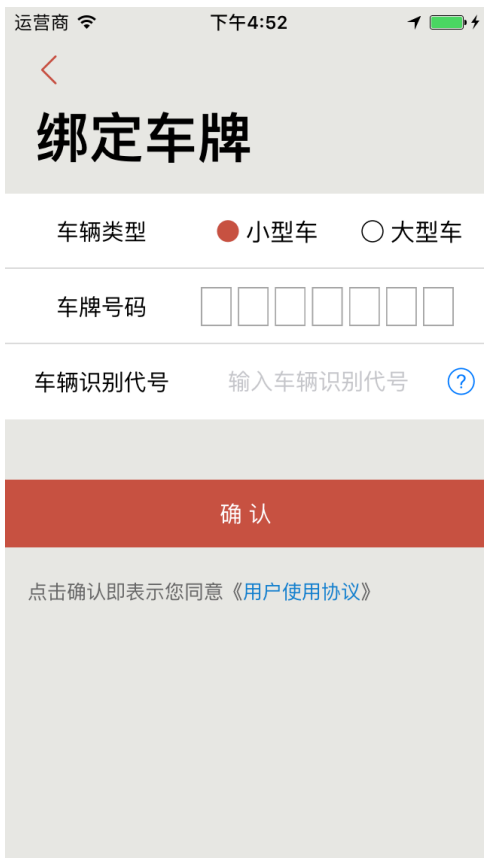 运营商 下午4:52
绑定车牌
车辆类型 小型车 大型车
车牌号码
车辆识别代号 输入车辆识别代号 ?
确 认
点击确认即表示您同意《用户使用协议》